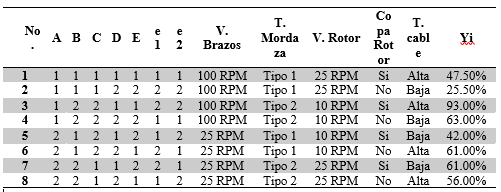 No. A B C D E e1 e2 V. Brazos T. Mordaza V. Rotor Copa Rotor T. cable Yi
1 1 1 1 1 1 1 1 100 RPM Tipo 1 25 RPM Si Alta 47.50%
2 1 1 1 2 2 2 2 100 RPM Tipo 1 25 RPM No Baja 25.50%
3 1 2 2 1 1 2 2 100 RPM Tipo 2 10 RPM Si Alta 93.00%
4 1 2 2 2 2 1 1 100 RPM Tipo 2 10 RPM No Baja 63.00%
5 2 1 2 1 2 1 2 25 RPM Tipo 1 10 RPM Si Baja 42.00%
6 2 1 2 2 1 2 1 25 RPM Tipo 1 10 RPM No Alta 61.00%
7 2 2 1 1 2 2 1 25 RPM Tipo 2 25 RPM Si Baja 61.00%
8 2 2 1 2 1 1 2 25 RPM Tipo 2 25 RPM No Alta 56.00%